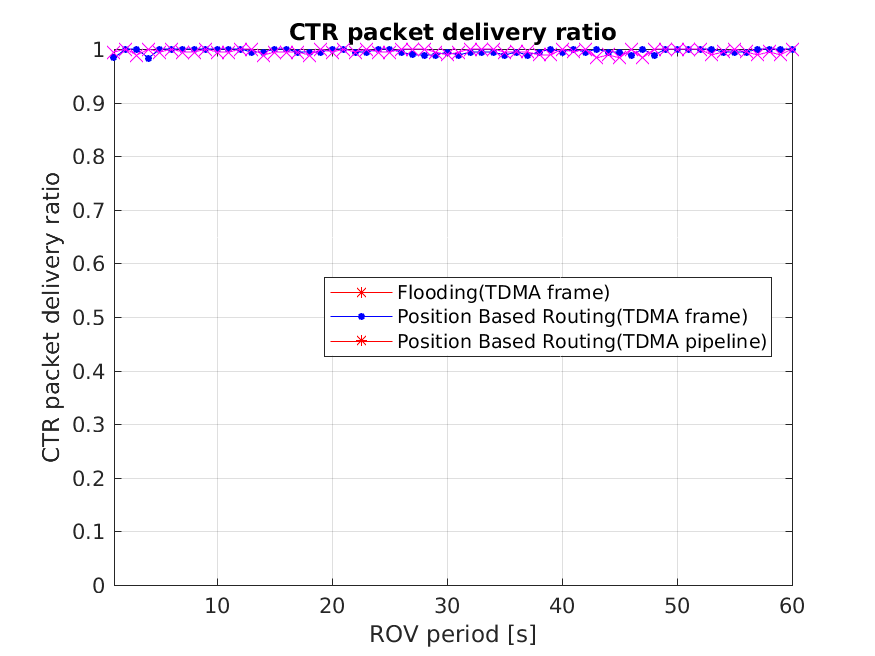 CTR packet delivery ratio
1
0.9
0.8
0.7
0.6
0.5
0.4
0.3
0.2
0.1
0
CTR packet delivery ratio
Flooding(TDMA frame)
Position Based Routing(TDMA frame)
Position Based Routing(TDMA pipeline)
10 20 30 40 50 60
ROV period [s]